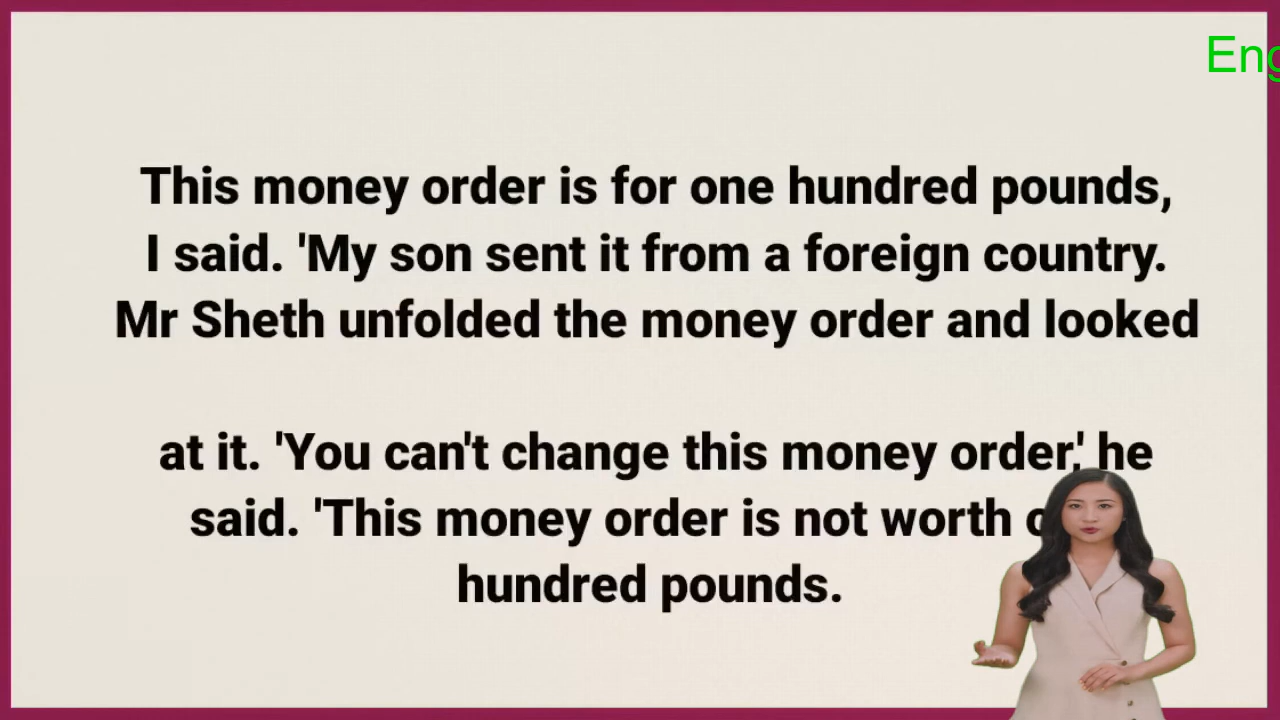 Eng
This money order is for one hundred pounds,
I said. 'My son sent it from a foreign country.
Mr Sheth unfolded the money order and looked
at it. 'You can't change this money order,' he
said. 'This money order is not worth
hundred pounds.